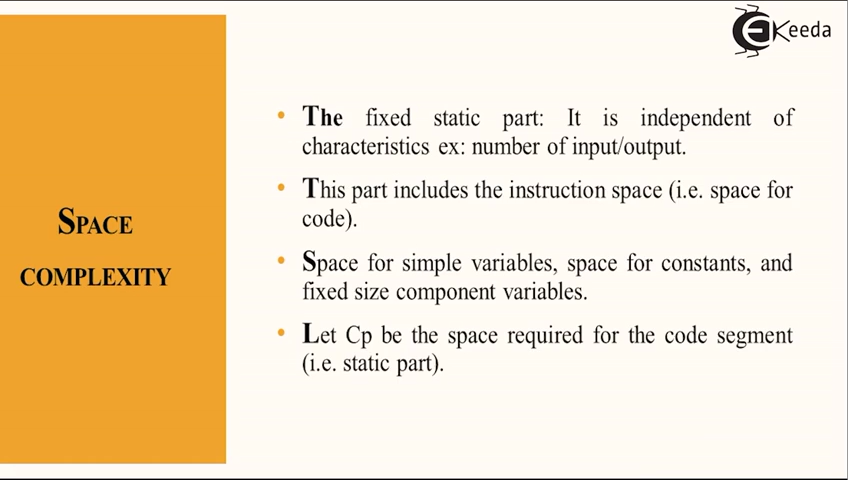 Keeda
SPACE
COMPLEXITY
• The fixed static part: It is independent of
characteristics ex: number of input/output.
• This part includes the instruction space (i.e. space for
code).
• Space for simple variables, space for constants, and
fixed size component variables.
• Let Cp be the space required for the code segment
(i.e. static part).